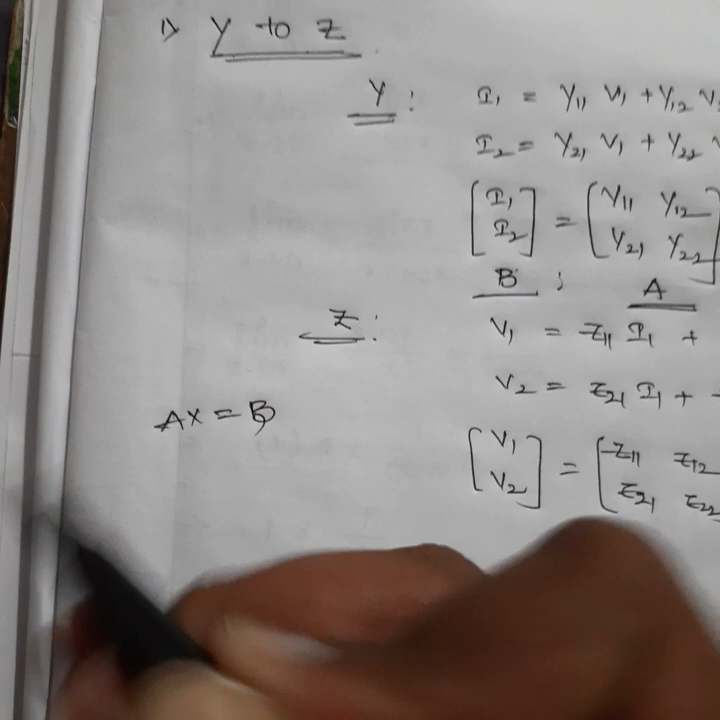 1) Y to Z
Y : I₁ = Y₁₁ V₁ + Y₁₂ V₂
I₂ = Y₂₁ V₁ + Y₂₂ V
[I₁ I₂] = [Y₁₁ Y₁₂
Y₂₁ Y₂₂]
B ; A
Z : V₁ = Z₁₁ I₁ +
V₂ = Z₂₁ I₁ +
AX = B
[V₁ V₂] = [Z₁₁ Z₁₂
Z₂₁ Z₂₂